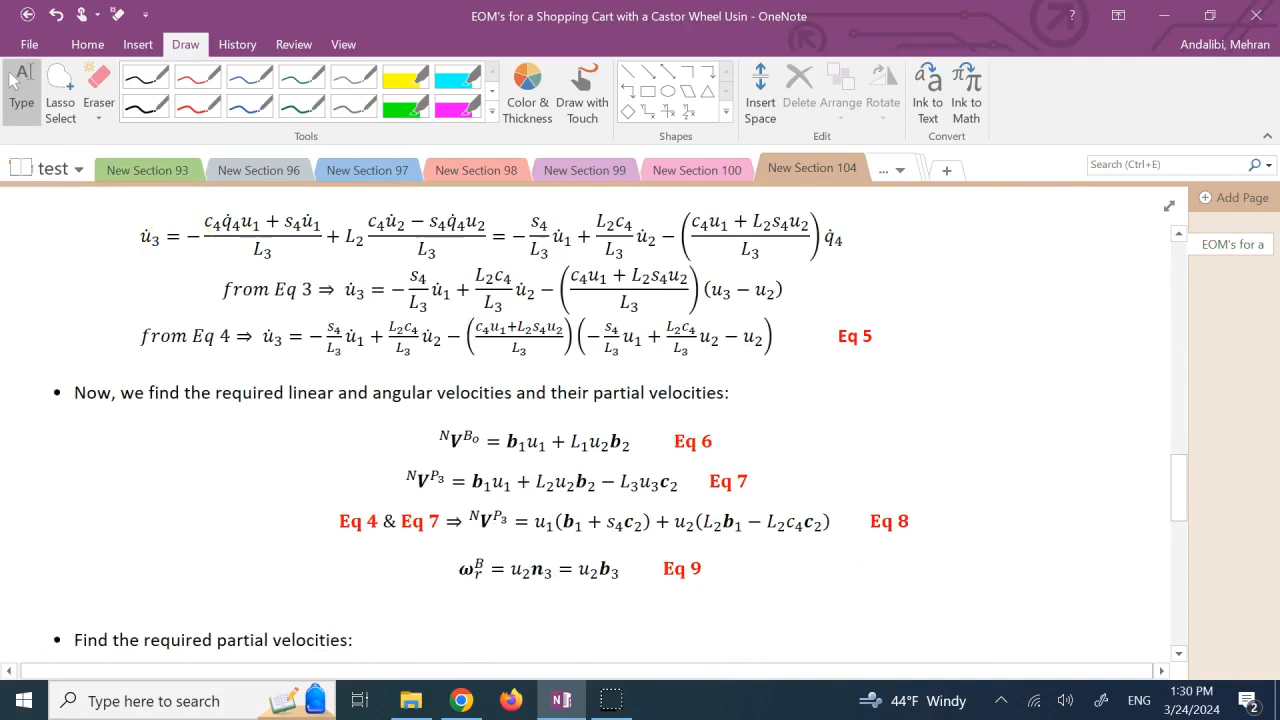 EOM's for a Shopping Cart with a Castor Wheel Usin - OneNote
File Home Insert Draw History Review View
Andalibi, Mehran
Type Lasso Select Eraser Color & Thickness Draw with Touch Insert Space Delete Arrange Rotate Ink to Text Ink to Math
Tools Shapes Edit Convert
test New Section 93 New Section 96 New Section 97 New Section 98 New Section 99 New Section 100 New Section 104 ... Search (Ctrl+E)
Add Page
EOM's for a
u̇₃ = −(c₄q̇₄u₁ + s₄u̇₁)/L₃ + L₂ (c₄u̇₂ − s₄q̇₄u₂)/L₃ = −(s₄/L₃)u̇₁ + (L₂c₄/L₃)u̇₂ − ((c₄u₁ + L₂s₄u₂)/L₃) q̇₄
from Eq 3 ⇒ u̇₃ = −(s₄/L₃)u̇₁ + (L₂c₄/L₃)u̇₂ − ((c₄u₁ + L₂s₄u₂)/L₃)(u₃ − u₂)
from Eq 4 ⇒ u̇₃ = −(s₄/L₃)u̇₁ + (L₂c₄/L₃)u̇₂ − ((c₄u₁+L₂s₄u₂)/L₃)(−(s₄/L₃)u₁ + (L₂c₄/L₃)u₂ − u₂) Eq 5
• Now, we find the required linear and angular velocities and their partial velocities:
ᴺV^{B₀} = b₁u₁ + L₁u₂b₂ Eq 6
ᴺV^{P₃} = b₁u₁ + L₂u₂b₂ − L₃u₃c₂ Eq 7
Eq 4 & Eq 7 ⇒ ᴺV^{P₃} = u₁(b₁ + s₄c₂) + u₂(L₂b₁ − L₂c₄c₂) Eq 8
ω_r^B = u₂n₃ = u₂b₃ Eq 9
• Find the required partial velocities:
Type here to search 44°F Windy ENG 1:30 PM
3/24/2024 2